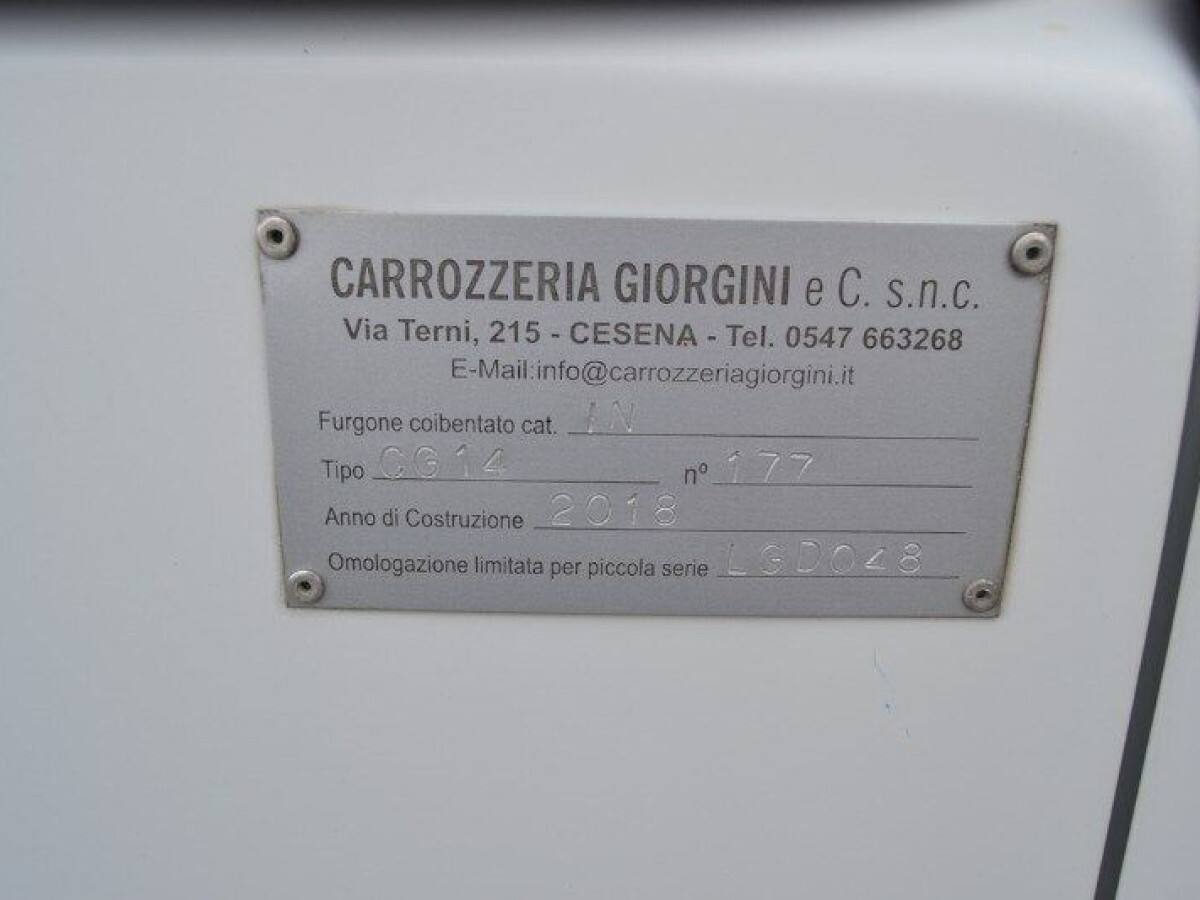 CARROZZERIA GIORGINI e C. s.n.c.
Via Terni, 215 - CESENA - Tel. 0547 663268
E-Mail:info@carrozzeriagiorgini.it
Furgone coibentato cat. IN
Tipo CG14 nº 177
Anno di Costruzione 2018
Omologazione limitata per piccola serie LGD048